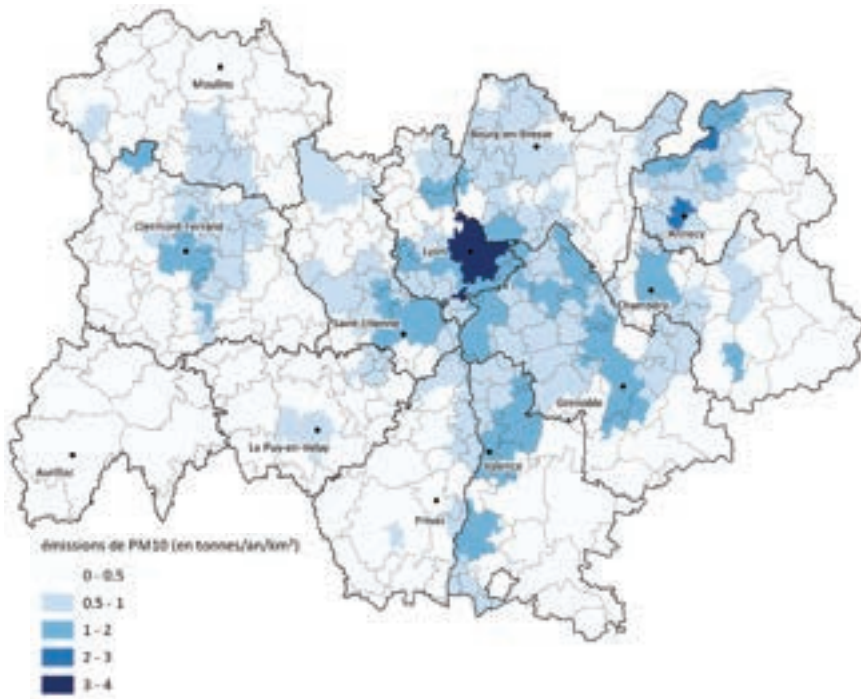 Moulins
Bourg en Bresse
Clermont Ferrand
Annecy
Lyon
Chambéry
Saint Etienne
Grenoble
Le Puy-en-Velay
Aurillac
Valence
Privas
émissions de PM10 (en tonnes/an/km²)
0 - 0.5
0.5 - 1
1 - 2
2 - 3
3 - 4